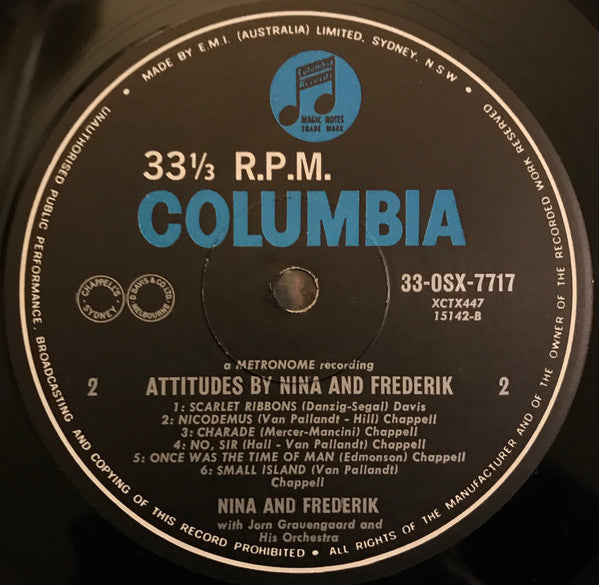 MADE BY E.M.I. (AUSTRALIA) LIMITED, SYDNEY, N.S.W •
UNAUTHORISED PUBLIC PERFORMANCE. BROADCASTING AND COPYING OF THIS RECORD PROHIBITED • ALL RIGHTS OF THE MANUFACTURER AND OF THE OWNER OF THE RECORDED WORK RESERVED
Columbia
Records
MAGIC NOTES
TRADE MARK
33⅓ R.P.M.
COLUMBIA
CHAPPELL'S
SYDNEY
D. DAVIS & CO. LTD.
MELBOURNE
33-OSX-7717
XCTX447
15142-B
a METRONOME recording
2 ATTITUDES BY NINA AND FREDERIK 2
1: SCARLET RIBBONS (Danzig-Segal) Davis
2: NICODEMUS (Van Pallandt - Hill) Chappell
3: CHARADE (Mercer-Mancini) Chappell
4: NO, SIR (Hall - Van Pallandt) Chappell
5: ONCE WAS THE TIME OF MAN (Edmonson) Chappell
6: SMALL ISLAND (Van Pallandt)
Chappell
NINA AND FREDERIK
with Jorn Grauengaard and
His Orchestra